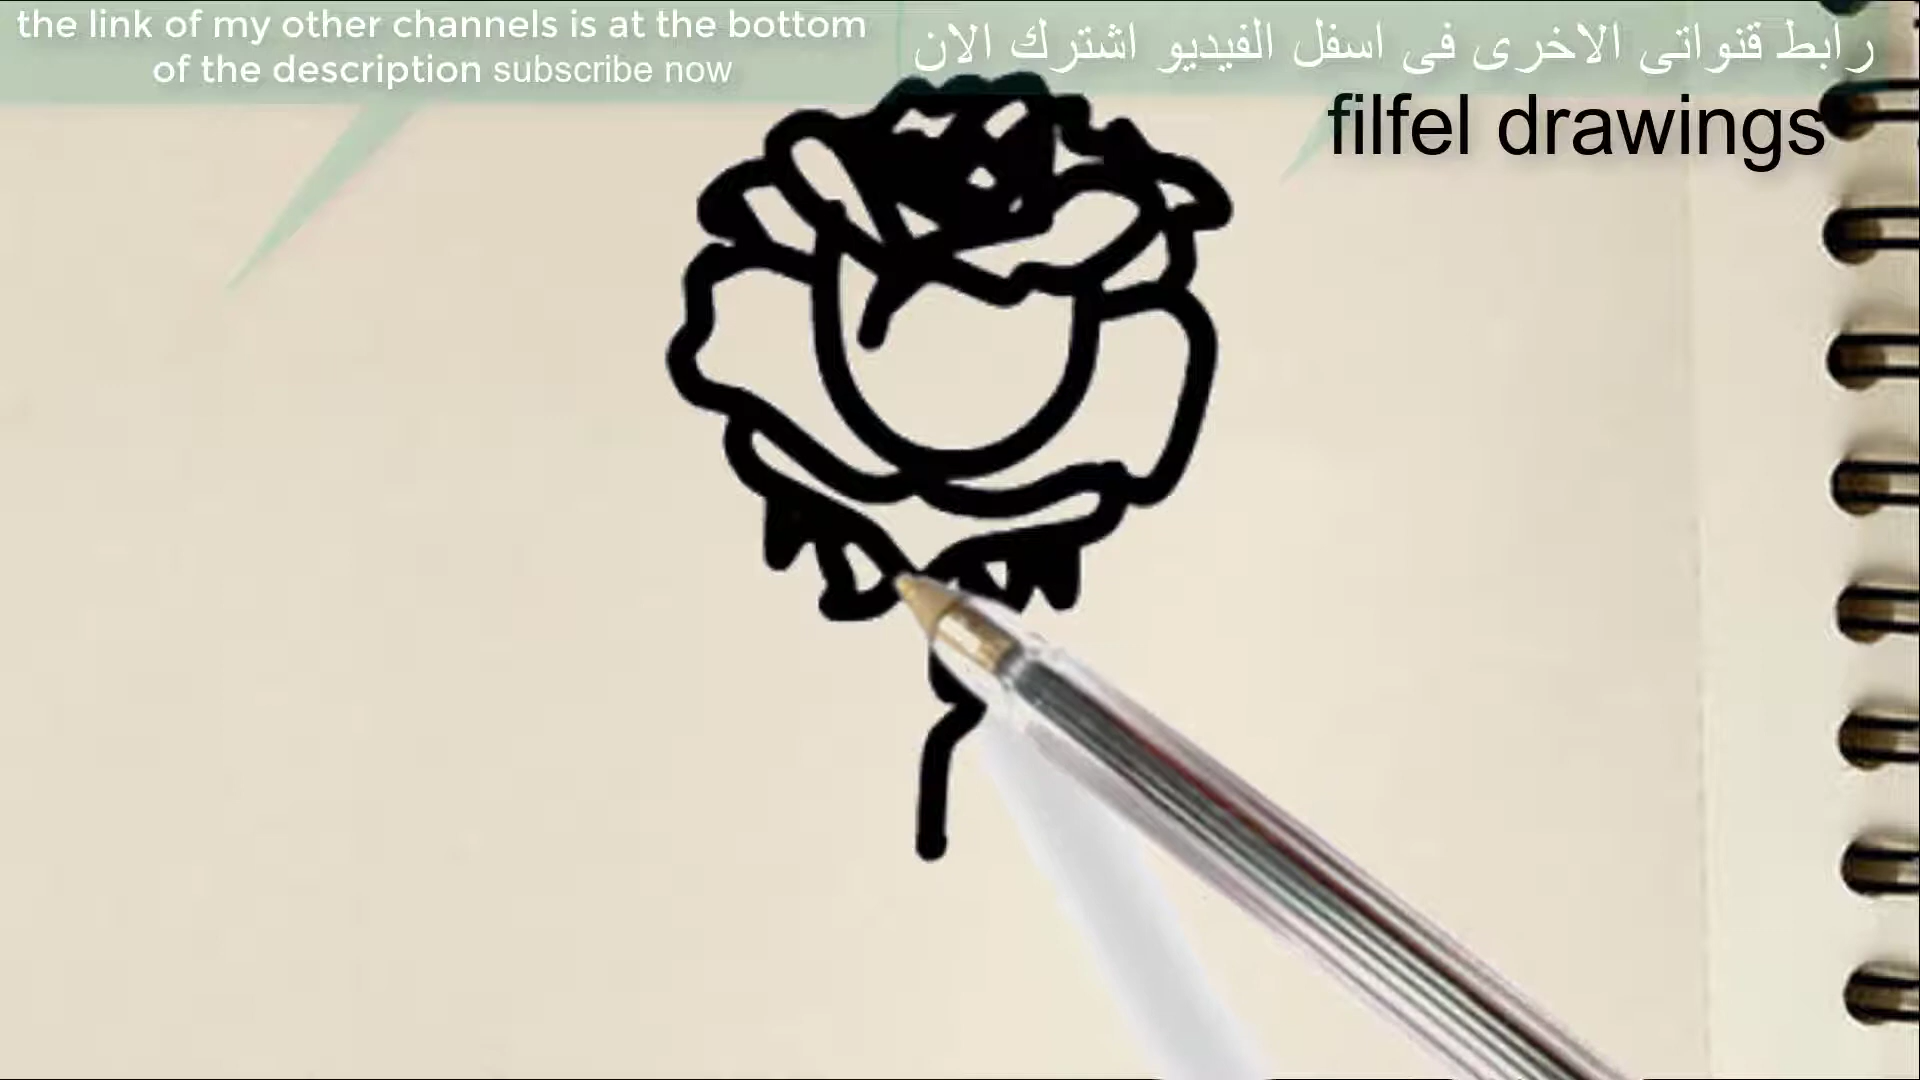 the link of my other channels is at the bottom
of the description subscribe now
رابط قنواتى الاخرى فى اسفل الفيديو اشترك الان
filfel drawings